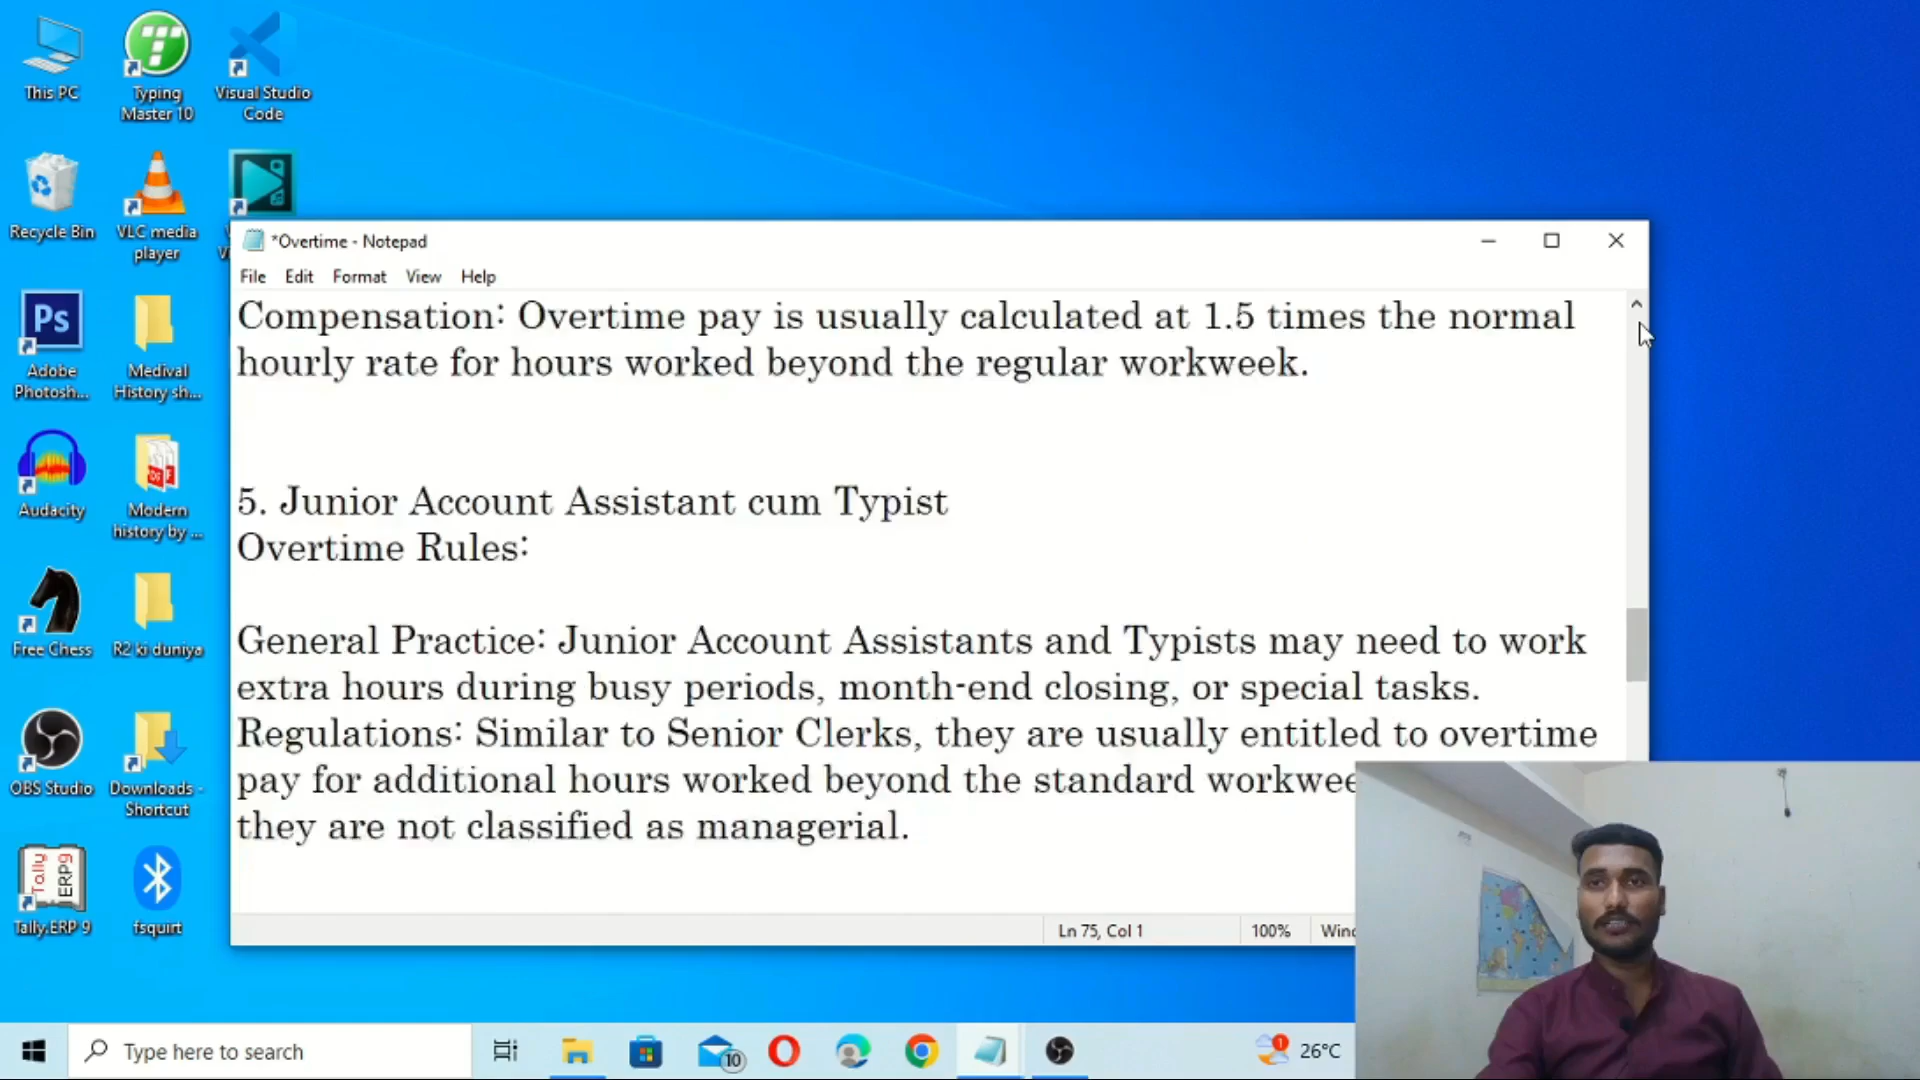 This PC
Typing Master 10
Visual Studio Code
Recycle Bin
VLC media player
Ps
Adobe Photosh...
Medival History sh...
Audacity
Modern history by ...
Free Chess
R2 ki duniya
OBS Studio
Downloads - Shortcut
Tally ERP9
Tally.ERP 9
fsquirt
*Overtime - Notepad
File Edit Format View Help
Compensation: Overtime pay is usually calculated at 1.5 times the normal
hourly rate for hours worked beyond the regular workweek.
5. Junior Account Assistant cum Typist
Overtime Rules:
General Practice: Junior Account Assistants and Typists may need to work
extra hours during busy periods, month-end closing, or special tasks.
Regulations: Similar to Senior Clerks, they are usually entitled to overtime
pay for additional hours worked beyond the standard workwee
they are not classified as managerial.
Ln 75, Col 1 100% Wind
Type here to search
10
1
26°C